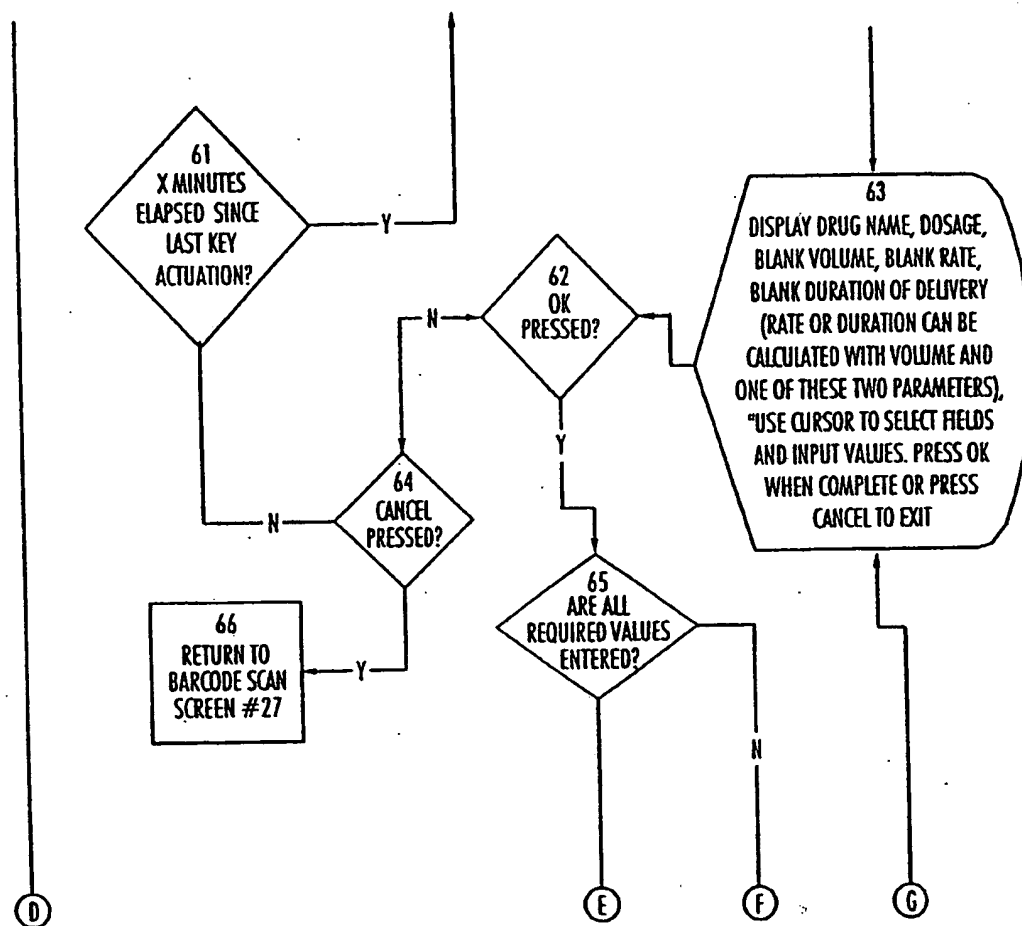 61
X MINUTES
ELAPSED SINCE
LAST KEY
ACTUATION?
Y
62
OK
PRESSED?
N
Y
63
DISPLAY DRUG NAME, DOSAGE,
BLANK VOLUME, BLANK RATE,
BLANK DURATION OF DELIVERY
(RATE OR DURATION CAN BE
CALCULATED WITH VOLUME AND
ONE OF THESE TWO PARAMETERS),
"USE CURSOR TO SELECT FIELDS
AND INPUT VALUES. PRESS OK
WHEN COMPLETE OR PRESS
CANCEL TO EXIT
64
CANCEL
PRESSED?
N
Y
65
ARE ALL
REQUIRED VALUES
ENTERED?
N
66
RETURN TO
BARCODE SCAN
SCREEN #27
D
E
F
G